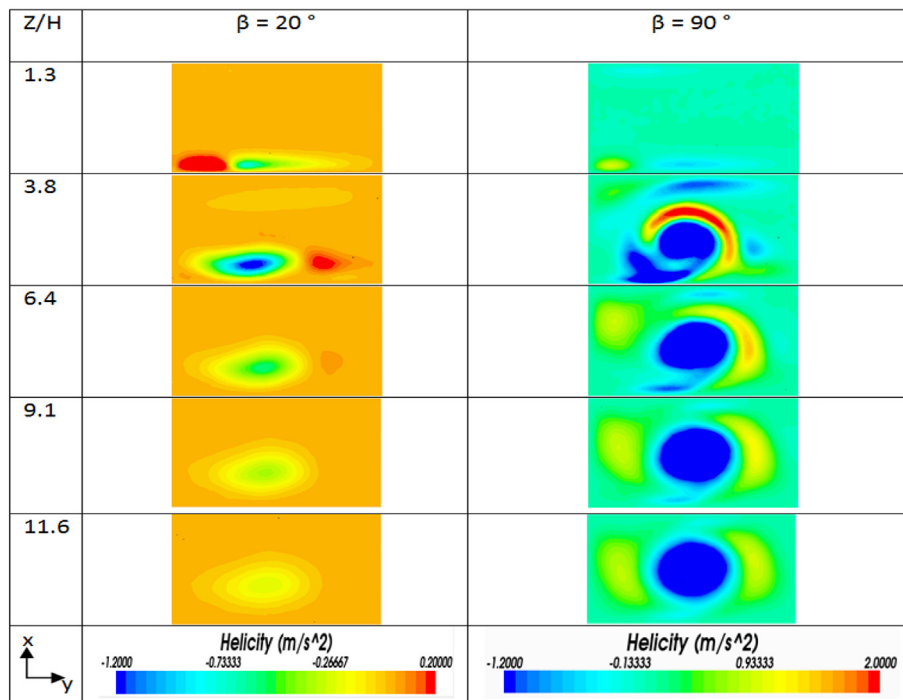 Z/H β = 20 ° β = 90 °
1.3
3.8
6.4
9.1
11.6
x
y
Helicity (m/s^2)
-1.2000 -0.73333 -0.26667 0.20000
Helicity (m/s^2)
-1.2000 -0.13333 0.93333 2.0000